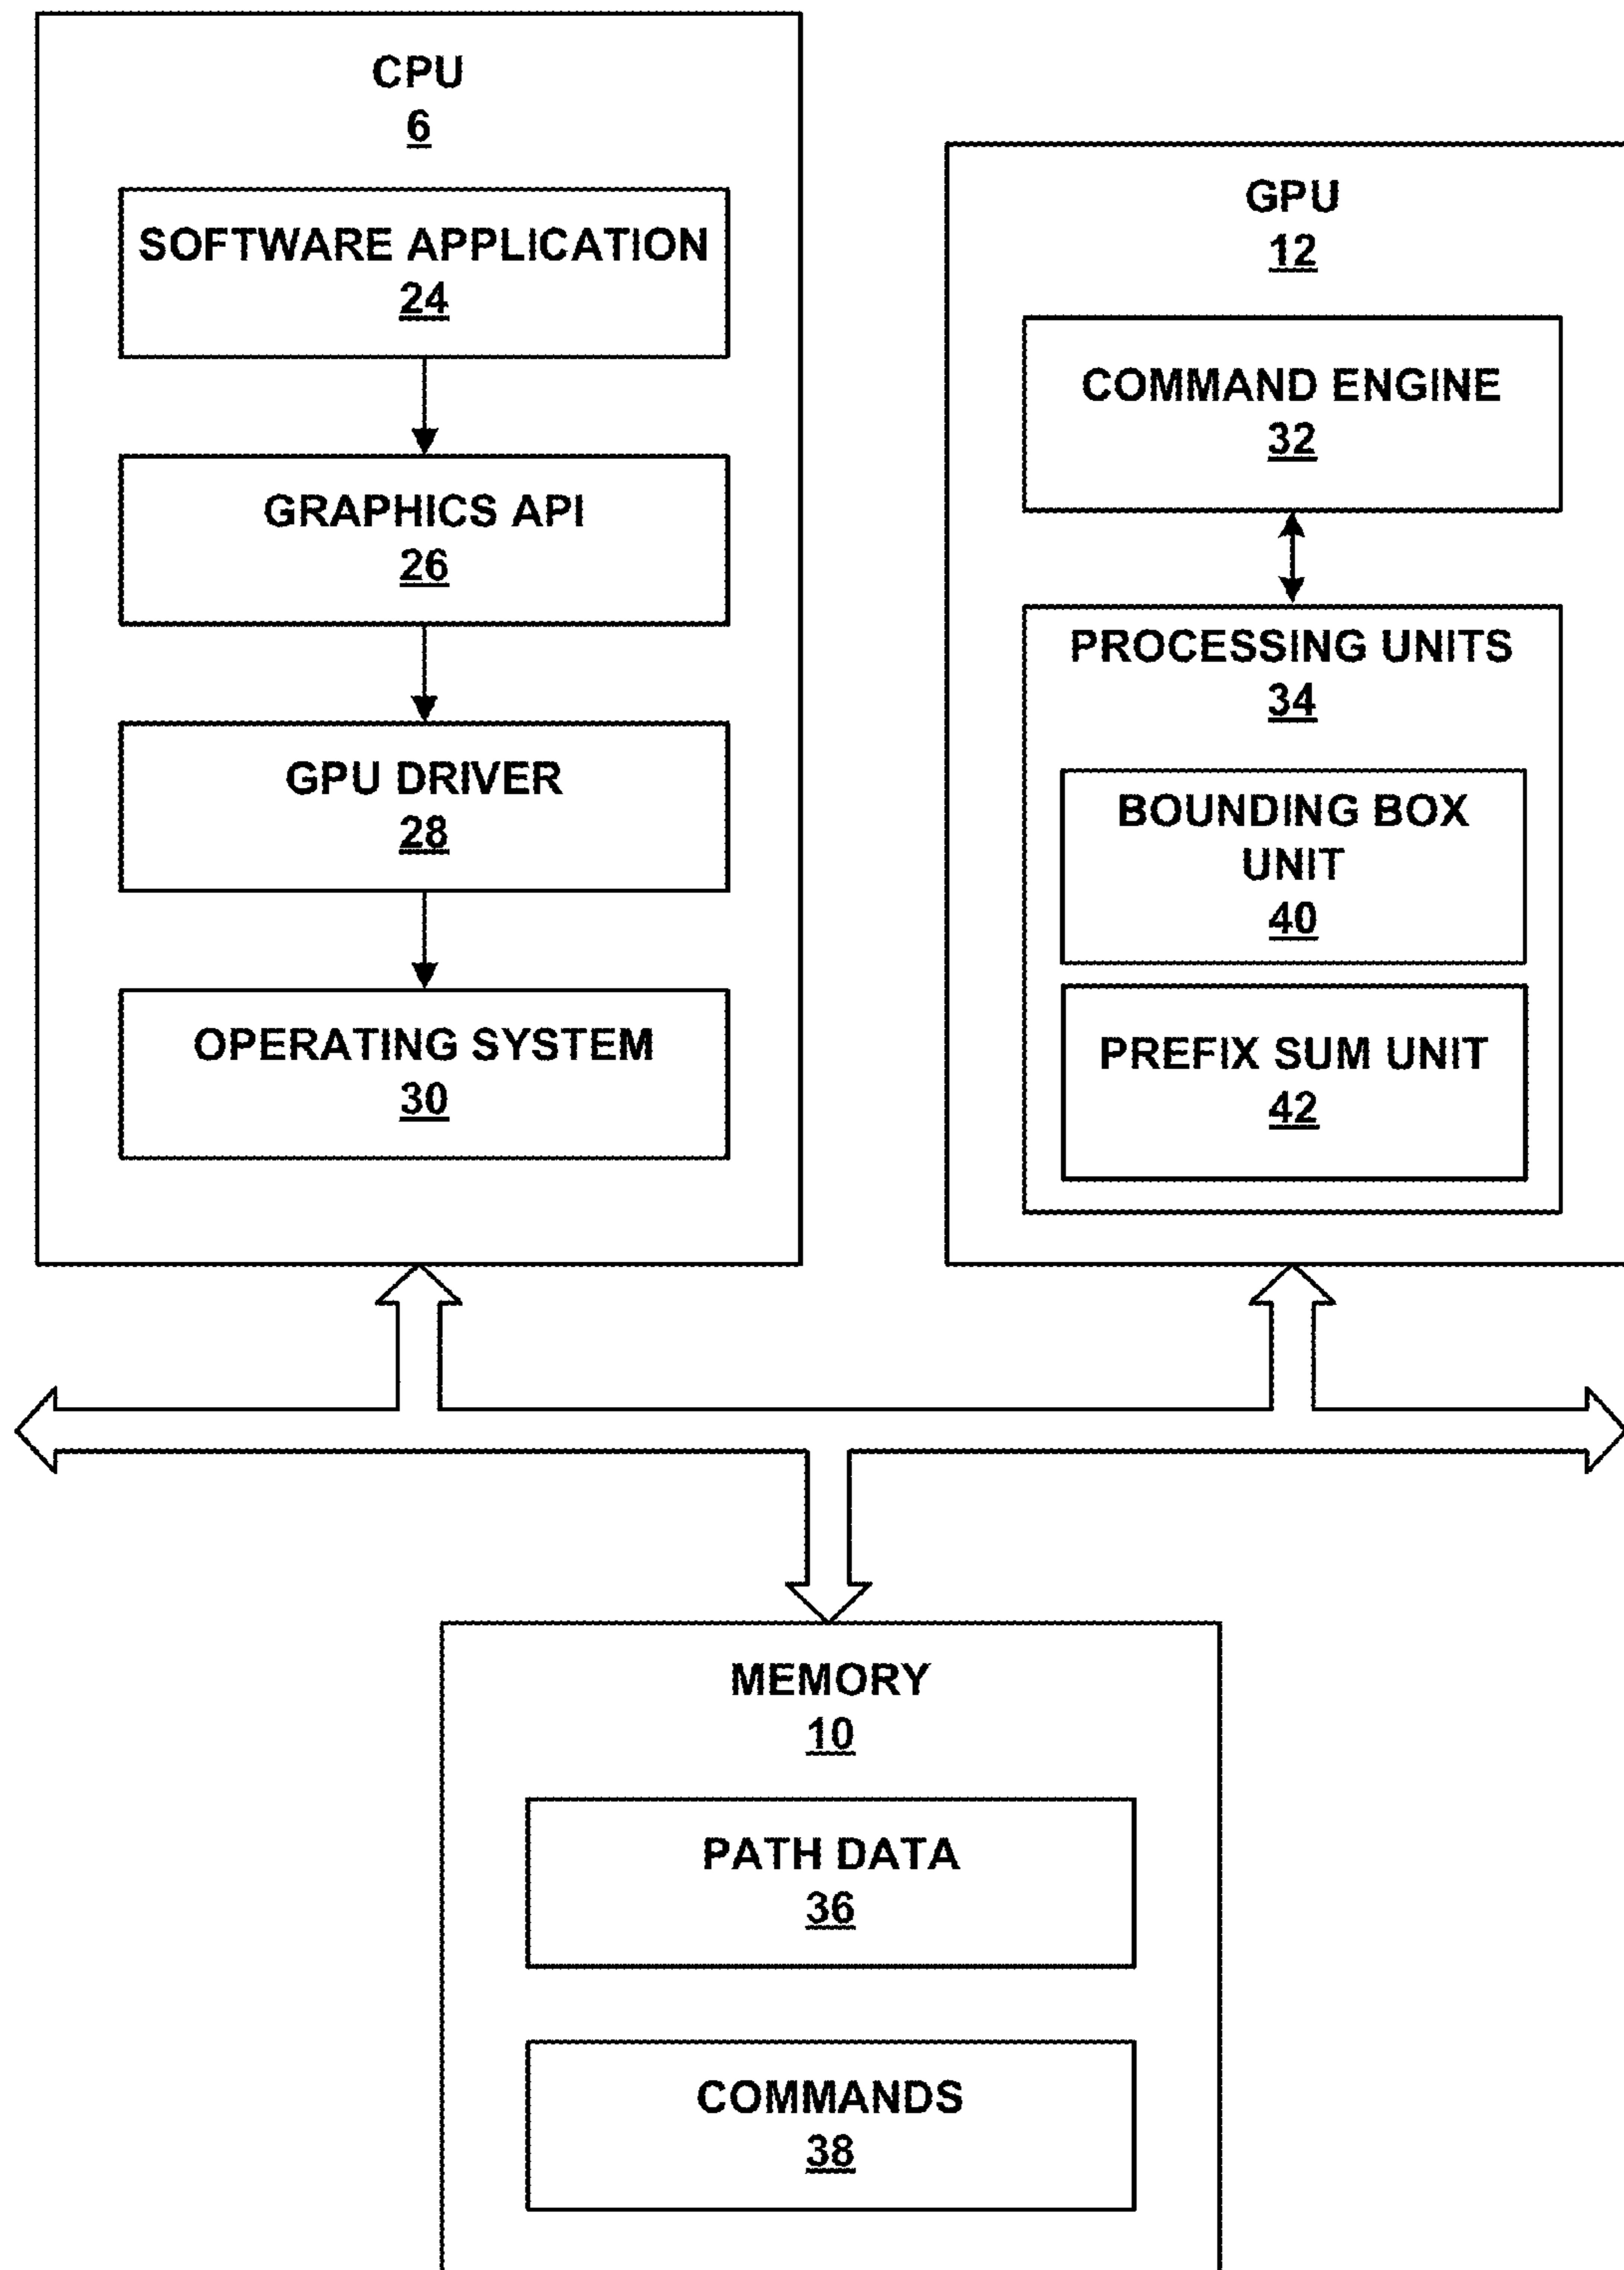 CPU
6
SOFTWARE APPLICATION
24
GRAPHICS API
26
GPU DRIVER
28
OPERATING SYSTEM
30
GPU
12
COMMAND ENGINE
32
PROCESSING UNITS
34
BOUNDING BOX
UNIT
40
PREFIX SUM UNIT
42
MEMORY
10
PATH DATA
36
COMMANDS
38